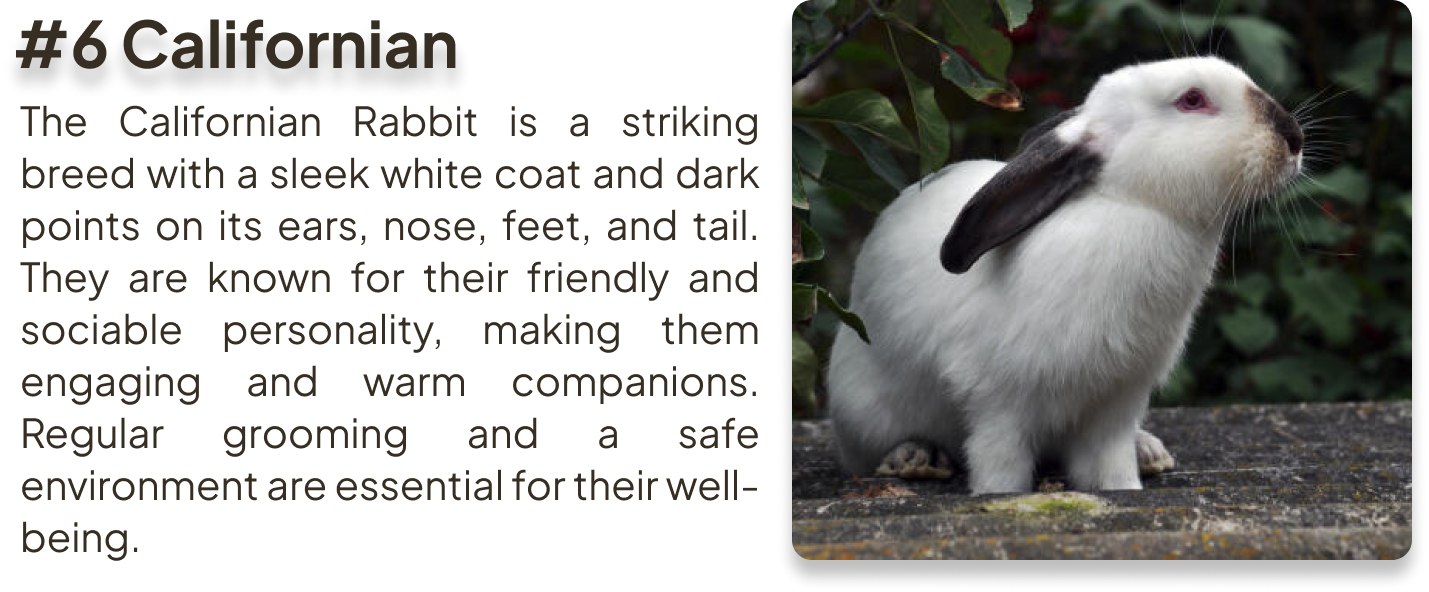 #6 Californian
The Californian Rabbit is a striking
breed with a sleek white coat and dark
points on its ears, nose, feet, and tail.
They are known for their friendly and
sociable personality, making them
engaging and warm companions.
Regular grooming and a safe
environment are essential for their well-
being.